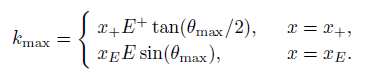 k_max = { x_+ E^+ tan(θ_max/2), x = x_+,
x_E E sin(θ_max), x = x_E.